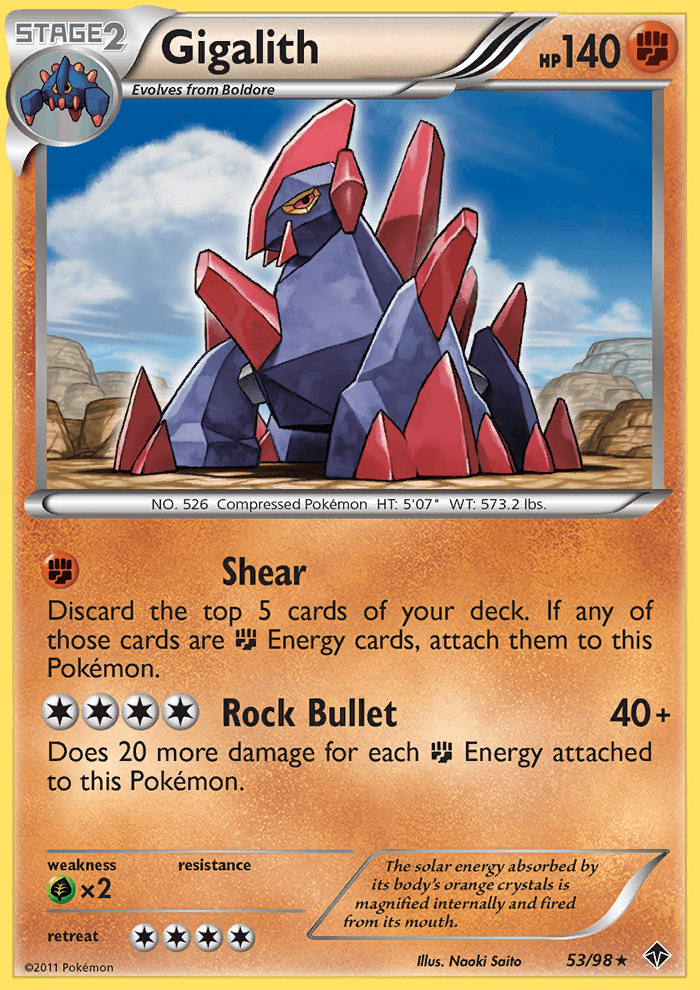 STAGE2
Gigalith
HP140
Evolves from Boldore
NO. 526 Compressed Pokémon HT: 5'07" WT: 573.2 lbs.
Shear
Discard the top 5 cards of your deck. If any of
those cards are Energy cards, attach them to this
Pokémon.
Rock Bullet 40+
Does 20 more damage for each Energy attached
to this Pokémon.
weakness resistance
×2
retreat
The solar energy absorbed by
its body's orange crystals is
magnified internally and fired
from its mouth.
Illus. Naoki Saito 53/98★
©2011 Pokémon